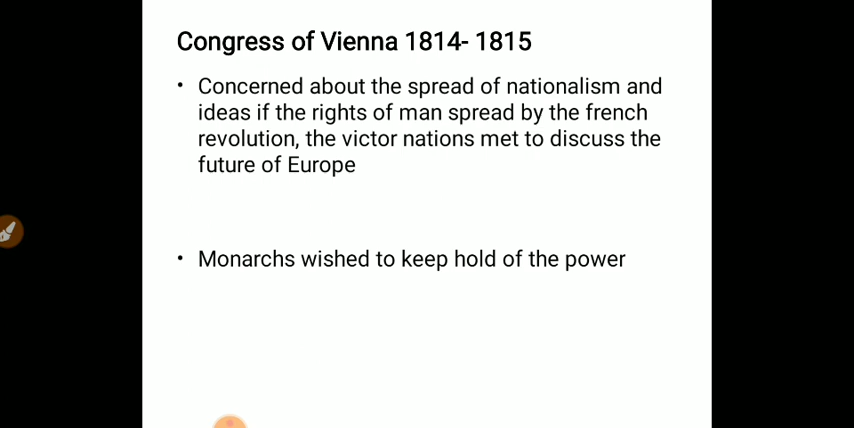 Congress of Vienna 1814- 1815
• Concerned about the spread of nationalism and
ideas if the rights of man spread by the french
revolution, the victor nations met to discuss the
future of Europe
• Monarchs wished to keep hold of the power